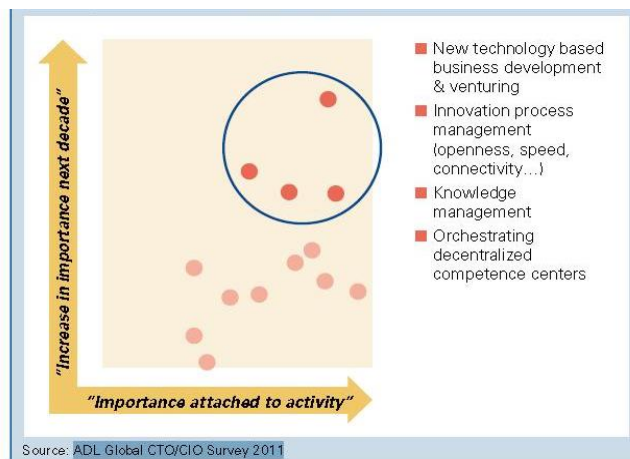 "Increase in importance next decade"
"Importance attached to activity"
New technology based
business development
& venturing
Innovation process
management
(openness, speed,
connectivity...)
Knowledge
management
Orchestrating
decentralized
competence centers
Source: ADL Global CTO/CIO Survey 2011